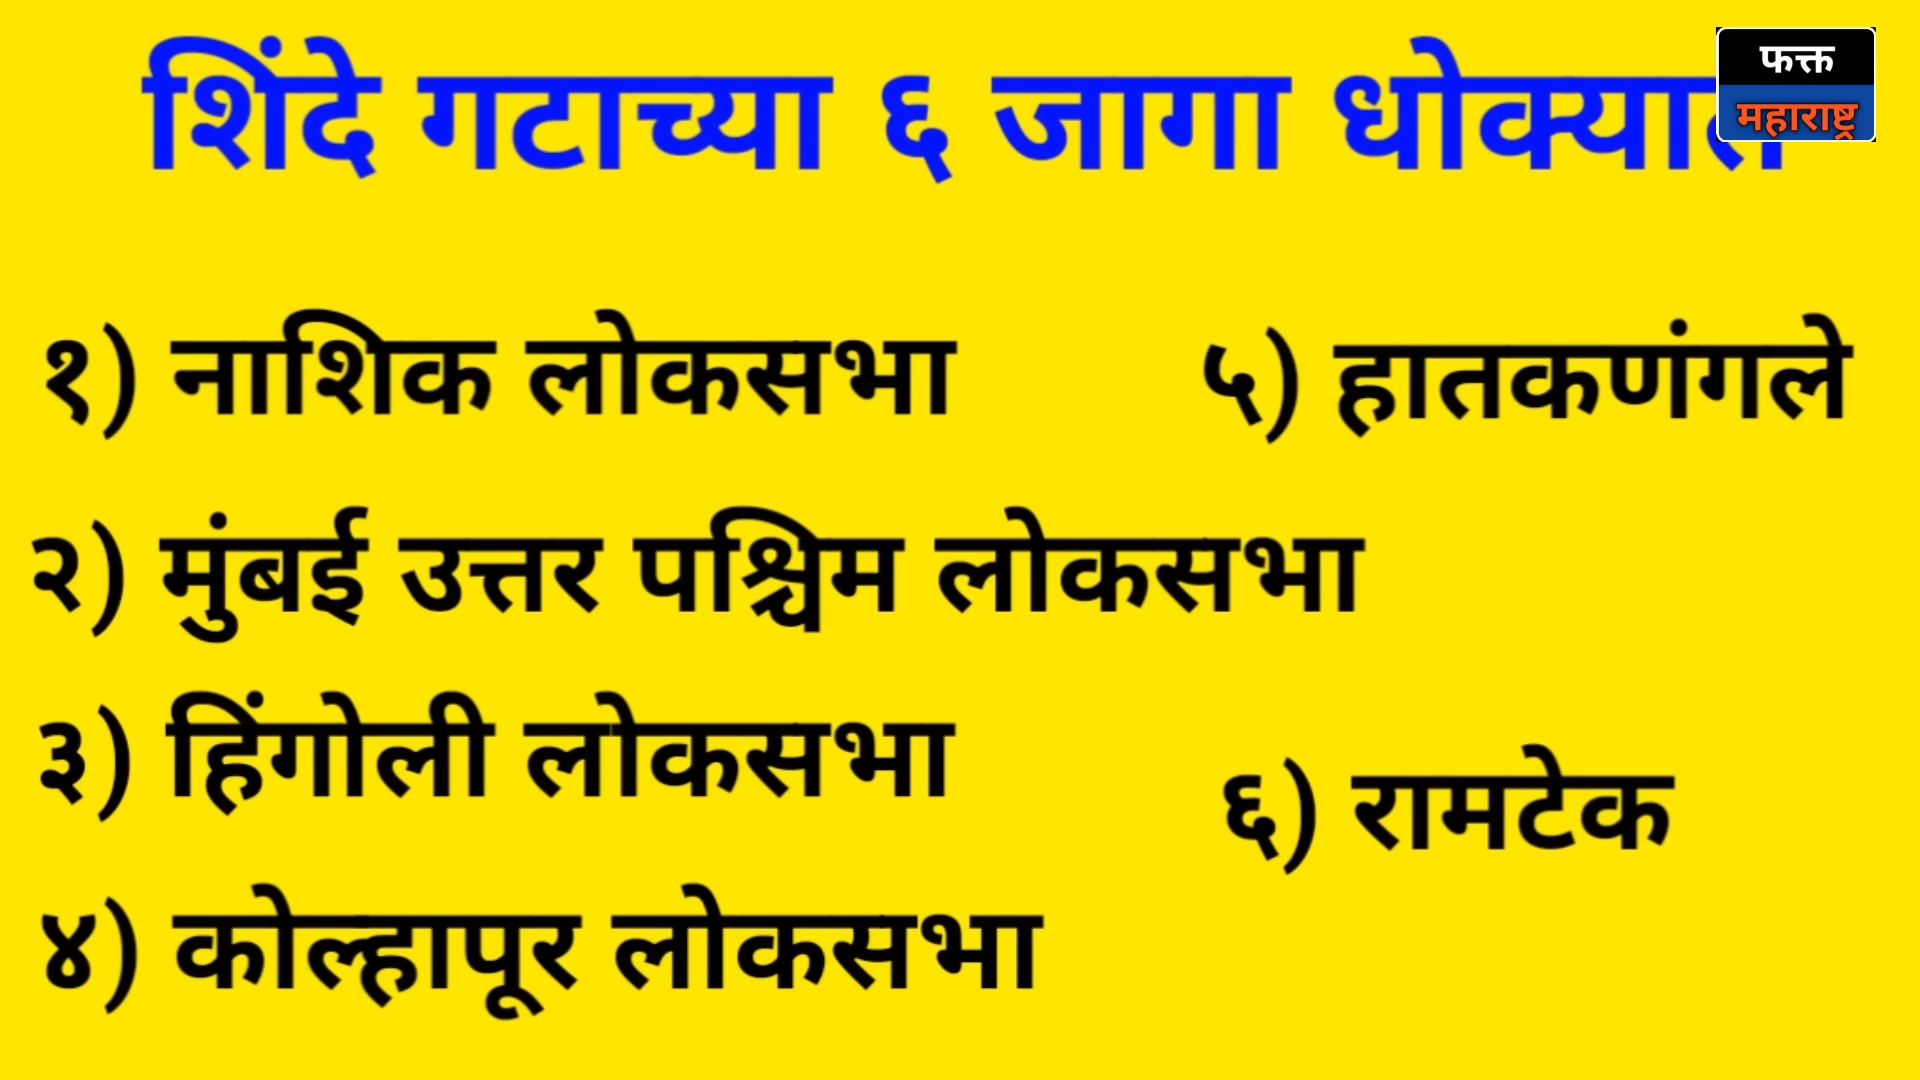 शिंदे गटाच्या ६ जागा धोक्यात
फक्त
महाराष्ट्र
१) नाशिक लोकसभा
२) मुंबई उत्तर पश्चिम लोकसभा
३) हिंगोली लोकसभा
४) कोल्हापूर लोकसभा
५) हातकणंगले
६) रामटेक